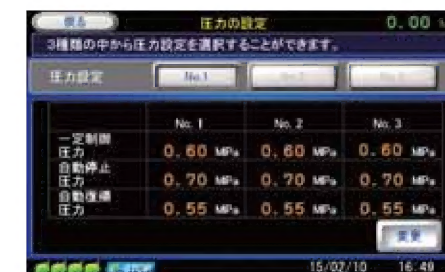 戻る 圧力の設定 0.00
3種類の中から圧力設定を選択することができます。
圧力設定 No.1 No.2 No.3
No. 1 No. 2 No. 3
一定制御
圧力 0.60 MPa 0.60 MPa 0.60 MPa
自動停止
圧力 0.70 MPa 0.70 MPa 0.70 MPa
自動復帰
圧力 0.55 MPa 0.55 MPa 0.55 MPa
変更
15/02/10 16:49